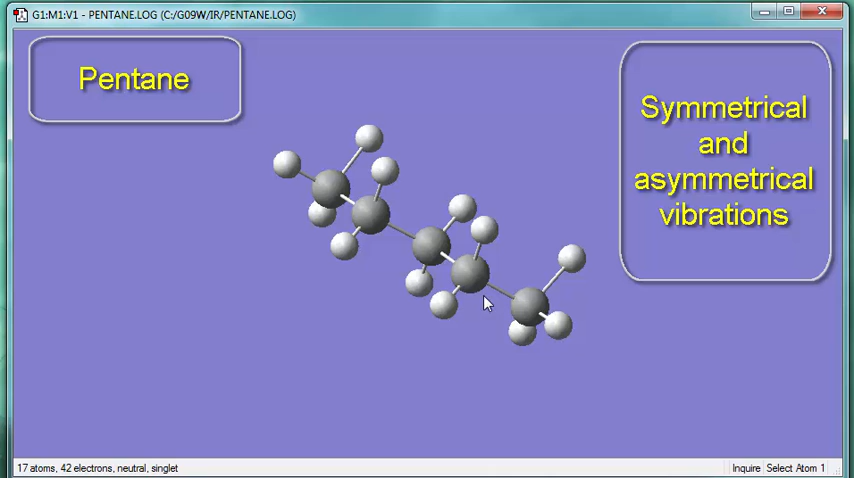 G1:M1:V1 - PENTANE.LOG (C:/G09W/IR/PENTANE.LOG)
Pentane
Symmetrical
and
asymmetrical
vibrations
17 atoms, 42 electrons, neutral, singlet
Inquire Select Atom 1